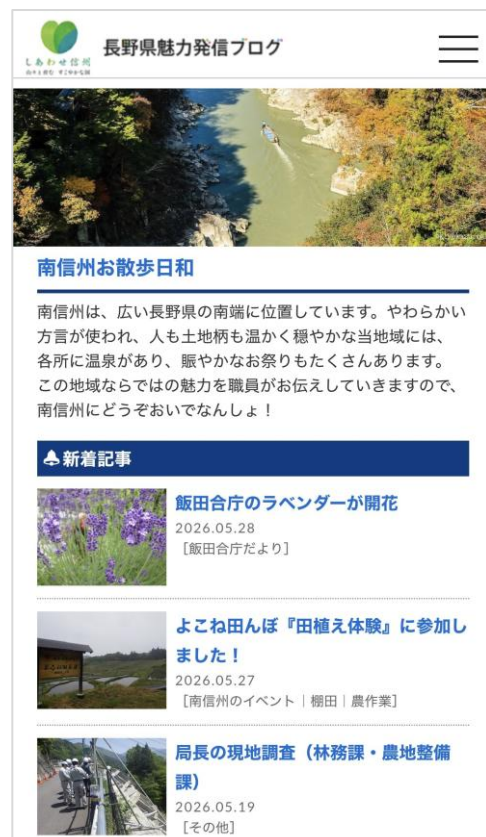 しあわせ信州
長野県魅力発信ブログ
南信州お散歩日和
南信州は、広い長野県の南端に位置しています。やわらかい
方言が使われ、人も土地柄も温かく穏やかな当地域には、
各所に温泉があり、賑やかなお祭りもたくさんあります。
この地域ならではの魅力を職員がお伝えしていきますので、
南信州にどうぞおいでなんしょ！
新着記事
飯田合庁のラベンダーが開花
2026.05.28
［飯田合庁だより］
よこね田んぼ『田植え体験』に参加し
ました！
2026.05.27
［南信州のイベント｜棚田｜農作業］
局長の現地調査（林務課・農地整備
課）
2026.05.19
［その他］